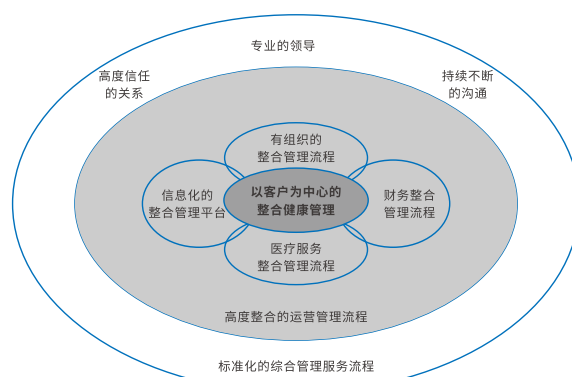 专业的领导
高度信任
的关系
持续不断
的沟通
有组织的
整合管理流程
信息化的
整合管理平台
以客户为中心的
整合健康管理
财务整合
管理流程
医疗服务
整合管理流程
高度整合的运营管理流程
标准化的综合管理服务流程